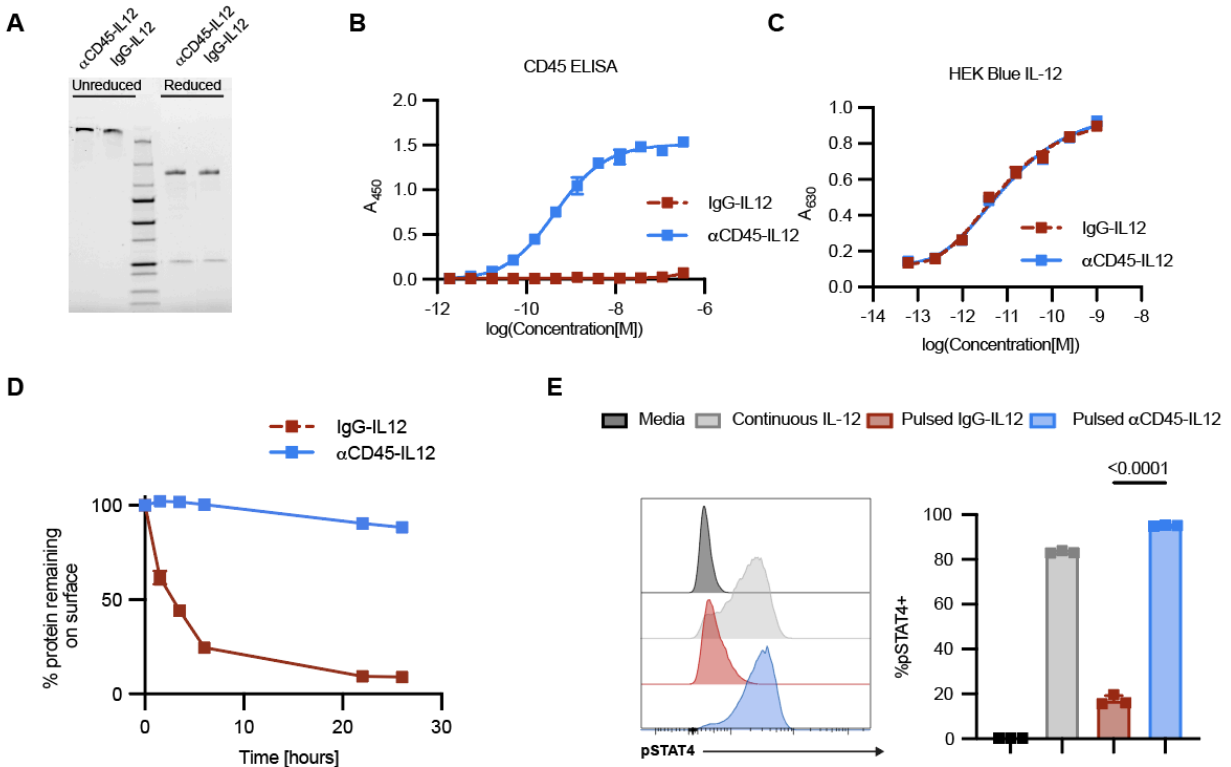 A
αCD45-IL12
IgG-IL12
αCD45-IL12
IgG-IL12
Unreduced
Reduced
B
CD45 ELISA
2.0
1.5
1.0
0.5
0.0
A450
IgG-IL12
αCD45-IL12
-12
-10
-8
-6
log(Concentration[M])
C
HEK Blue IL-12
1.0
0.8
0.6
0.4
0.2
0.0
A630
IgG-IL12
αCD45-IL12
-14
-13
-12
-11
-10
-9
-8
log(Concentration[M])
D
IgG-IL12
αCD45-IL12
100
50
0
% protein remaining
on surface
0
10
20
30
Time [hours]
E
Media
Continuous IL-12
Pulsed IgG-IL12
Pulsed αCD45-IL12
pSTAT4
<0.0001
100
80
60
40
20
0
%pSTAT4+